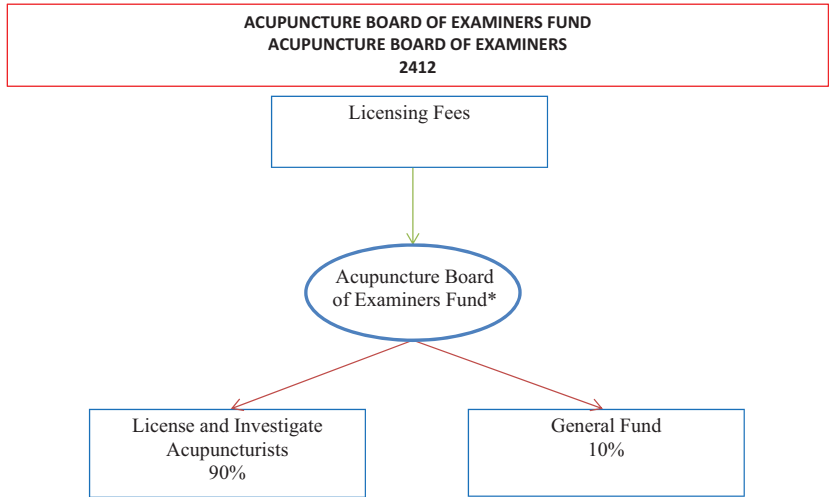 ACUPUNCTURE BOARD OF EXAMINERS FUND
ACUPUNCTURE BOARD OF EXAMINERS
2412
Licensing Fees
Acupuncture Board
of Examiners Fund*
License and Investigate
Acupuncturists
90%
General Fund
10%